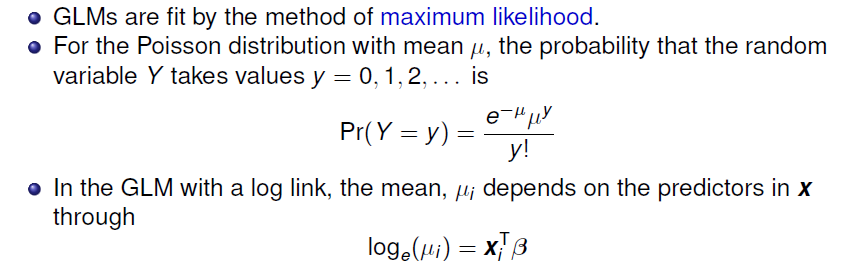 GLMs are fit by the method of maximum likelihood.
For the Poisson distribution with mean μ, the probability that the random
variable Y takes values y = 0, 1, 2, . . . is
Pr(Y = y) = e^{−μ} μ^y / y!
In the GLM with a log link, the mean, μ_i depends on the predictors in x
through
log_e(μ_i) = x_i^T β